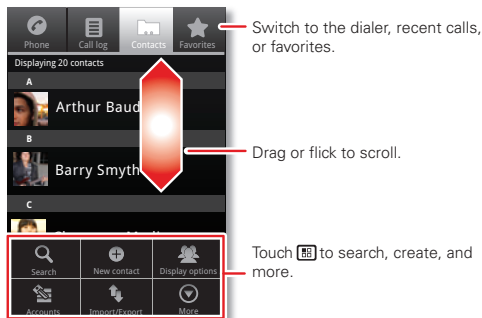 Phone
Call log
Contacts
Favorites
Switch to the dialer, recent calls,
or favorites.
Displaying 20 contacts
A
Arthur Baud
B
Barry Smyth
Drag or flick to scroll.
C
Search
New contact
Display options
Touch to search, create, and
more.
Accounts
Import/Export
More